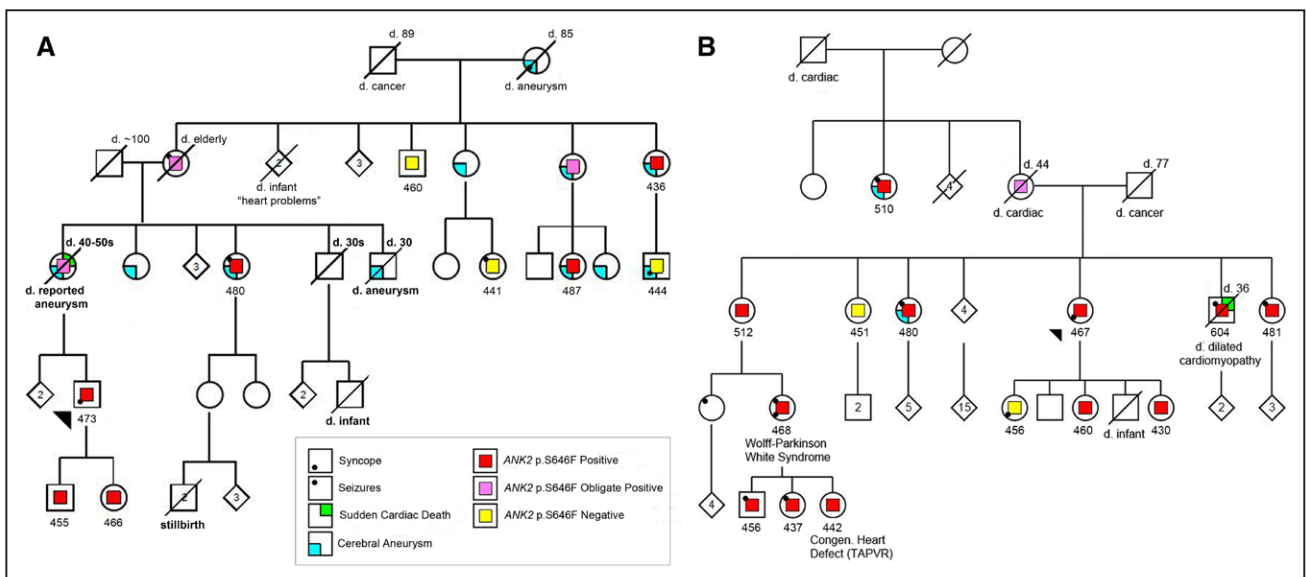 A
d. 89
d. 85
d. cancer
d. aneurysm
d. ~100
d. elderly
2
3
d. infant
"heart problems"
460
436
d. 40-50s
d. 30s
d. 30
3
d. reported
aneurysm
480
d. aneurysm
441
487
444
2
473
2
d. infant
455
466
2
stillbirth
3
Syncope
Seizures
Sudden Cardiac Death
Cerebral Aneurysm
ANK2 p.S646F Positive
ANK2 p.S646F Obligate Positive
ANK2 p.S646F Negative
B
d. cardiac
510
4
d. 44
d. 77
d. cardiac
d. cancer
512
451
480
4
467
d. 36
604
481
d. dilated
cardiomyopathy
468
2
5
15
456
460
d. infant
430
2
3
Wolff-Parkinson
White Syndrome
4
456
437
442
Congen. Heart
Defect (TAPVR)